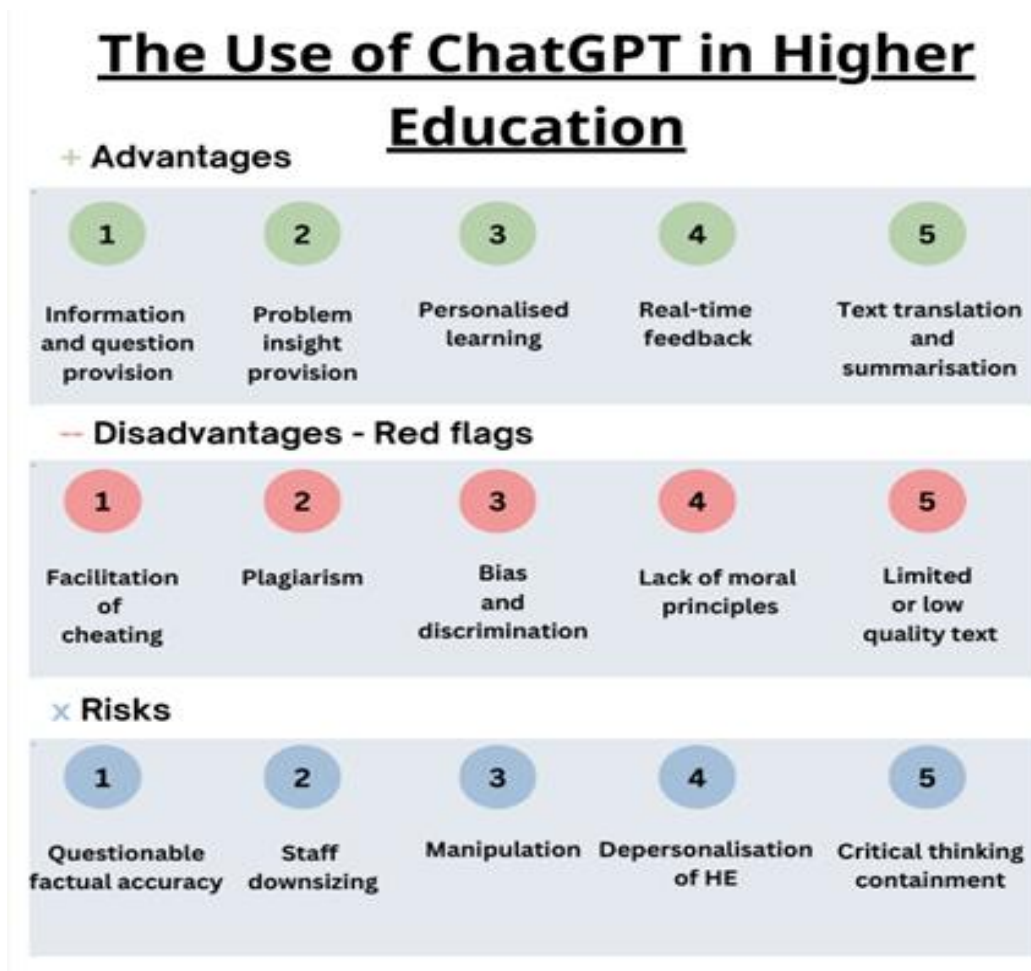 The Use of ChatGPT in Higher
Education
+ Advantages
1
2
3
4
5
Information
and question
provision
Problem
insight
provision
Personalised
learning
Real-time
feedback
Text translation
and
summarisation
-- Disadvantages - Red flags
1
2
3
4
5
Facilitation
of
cheating
Plagiarism
Bias
and
discrimination
Lack of moral
principles
Limited
or low
quality text
x Risks
1
2
3
4
5
Questionable
factual accuracy
Staff
downsizing
Manipulation
Depersonalisation
of HE
Critical thinking
containment